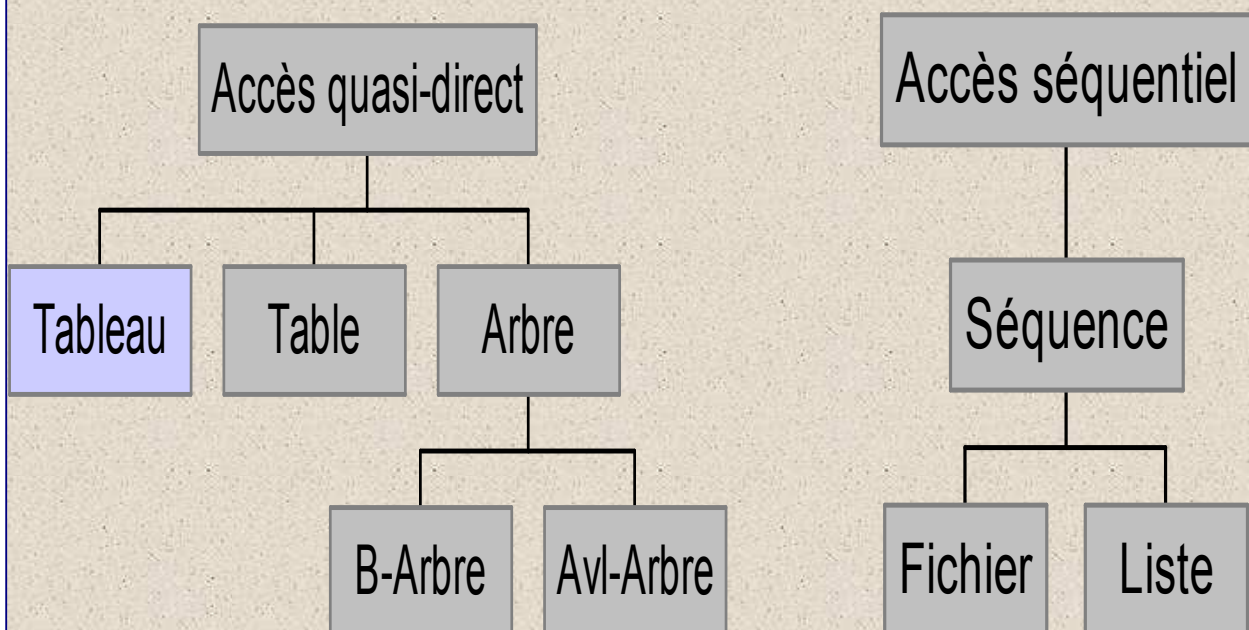 Accès quasi-direct
Accès séquentiel
Tableau
Table
Arbre
Séquence
B-Arbre
Avl-Arbre
Fichier
Liste